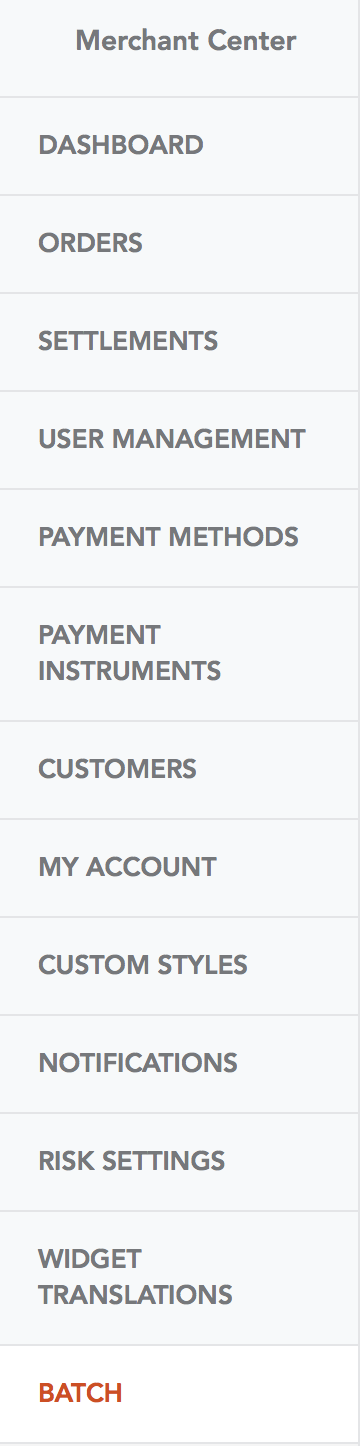 Merchant Center
DASHBOARD
ORDERS
SETTLEMENTS
USER MANAGEMENT
PAYMENT METHODS
PAYMENT
INSTRUMENTS
CUSTOMERS
MY ACCOUNT
CUSTOM STYLES
NOTIFICATIONS
RISK SETTINGS
WIDGET
TRANSLATIONS
BATCH